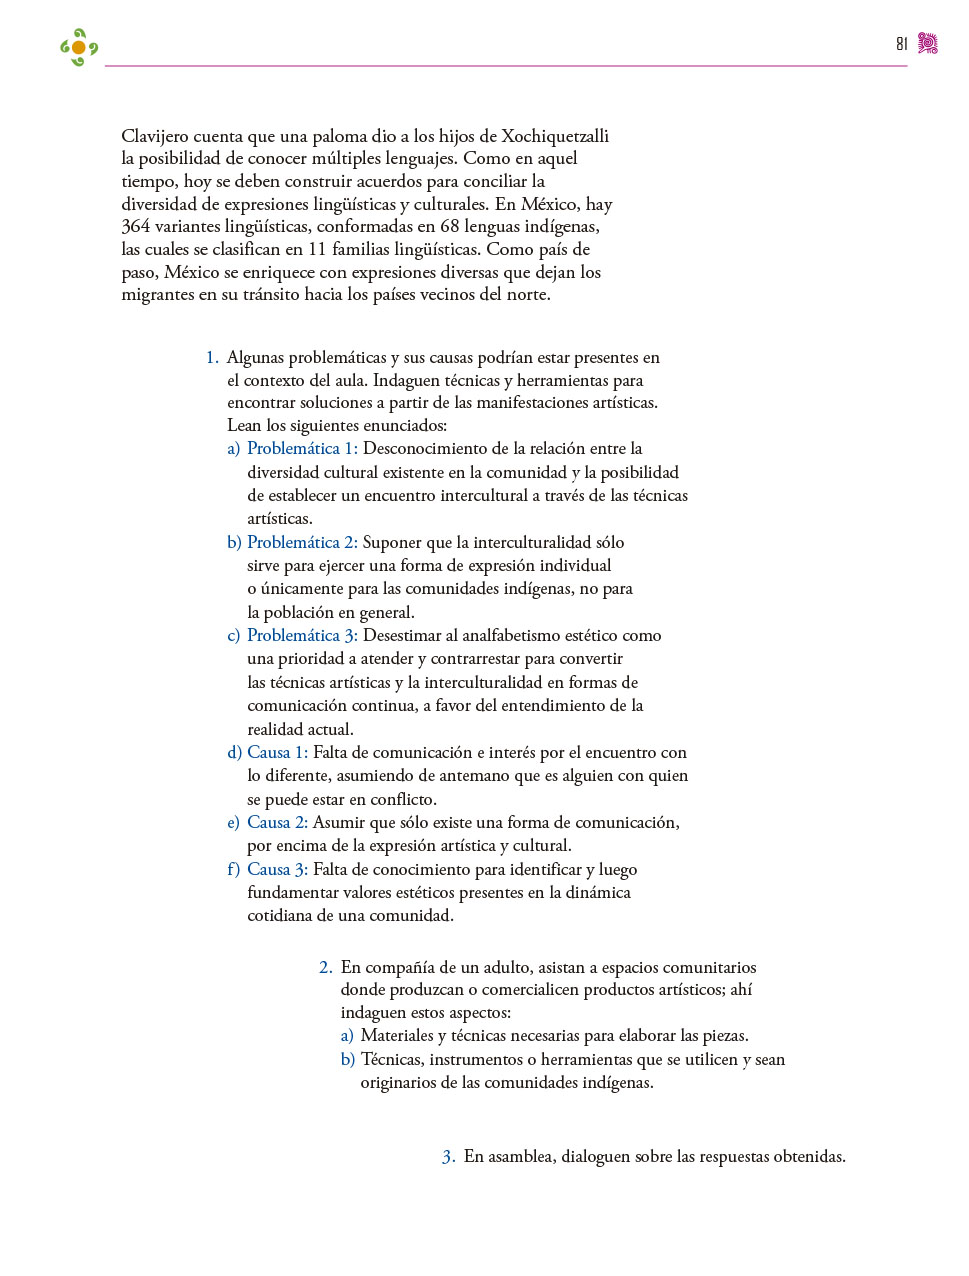 81
Clavijero cuenta que una paloma dio a los hijos de Xochiquetzalli
la posibilidad de conocer múltiples lenguajes. Como en aquel
tiempo, hoy se deben construir acuerdos para conciliar la
diversidad de expresiones lingüísticas y culturales. En México, hay
364 variantes lingüísticas, conformadas en 68 lenguas indígenas,
las cuales se clasifican en 11 familias lingüísticas. Como país de
paso, México se enriquece con expresiones diversas que dejan los
migrantes en su tránsito hacia los países vecinos del norte.
1. Algunas problemáticas y sus causas podrían estar presentes en
el contexto del aula. Indaguen técnicas y herramientas para
encontrar soluciones a partir de las manifestaciones artísticas.
Lean los siguientes enunciados:
a) Problemática 1: Desconocimiento de la relación entre la
diversidad cultural existente en la comunidad y la posibilidad
de establecer un encuentro intercultural a través de las técnicas
artísticas.
b) Problemática 2: Suponer que la interculturalidad sólo
sirve para ejercer una forma de expresión individual
o únicamente para las comunidades indígenas, no para
la población en general.
c) Problemática 3: Desestimar al analfabetismo estético como
una prioridad a atender y contrarrestar para convertir
las técnicas artísticas y la interculturalidad en formas de
comunicación continua, a favor del entendimiento de la
realidad actual.
d) Causa 1: Falta de comunicación e interés por el encuentro con
lo diferente, asumiendo de antemano que es alguien con quien
se puede estar en conflicto.
e) Causa 2: Asumir que sólo existe una forma de comunicación,
por encima de la expresión artística y cultural.
f) Causa 3: Falta de conocimiento para identificar y luego
fundamentar valores estéticos presentes en la dinámica
cotidiana de una comunidad.
2. En compañía de un adulto, asistan a espacios comunitarios
donde produzcan o comercialicen productos artísticos; ahí
indaguen estos aspectos:
a) Materiales y técnicas necesarias para elaborar las piezas.
b) Técnicas, instrumentos o herramientas que se utilicen y sean
originarios de las comunidades indígenas.
3. En asamblea, dialoguen sobre las respuestas obtenidas.